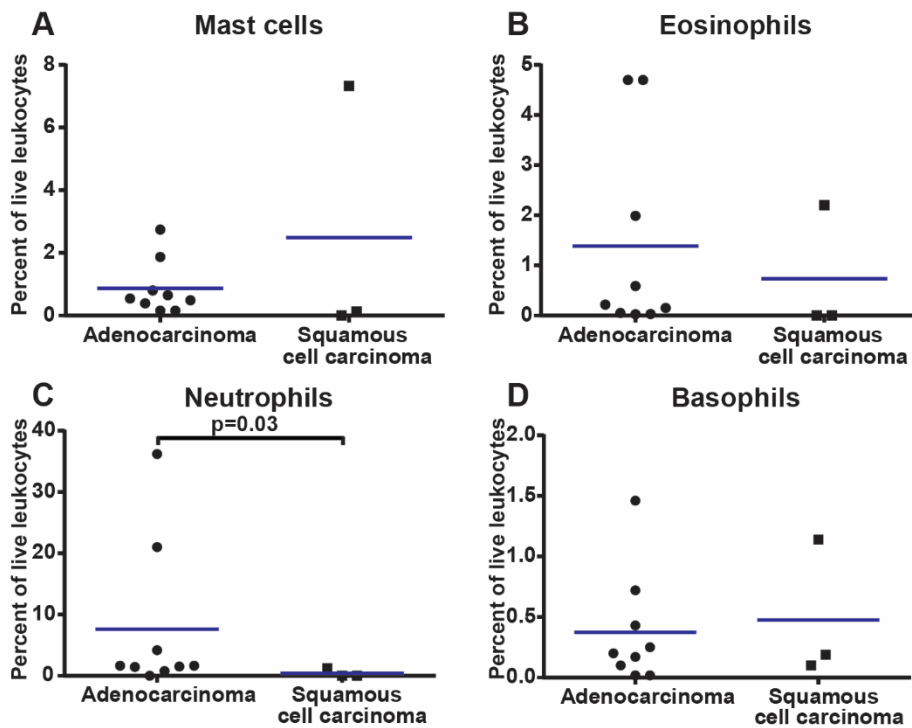 A
Mast cells
Percent of live leukocytes
8
6
4
2
0
Adenocarcinoma
Squamous
cell carcinoma
B
Eosinophils
Percent of live leukocytes
5
4
3
2
1
0
Adenocarcinoma
Squamous
cell carcinoma
C
Neutrophils
p=0.03
Percent of live leukocytes
40
30
20
10
0
Adenocarcinoma
Squamous
cell carcinoma
D
Basophils
Percent of live leukocytes
2.0
1.5
1.0
0.5
0.0
Adenocarcinoma
Squamous
cell carcinoma